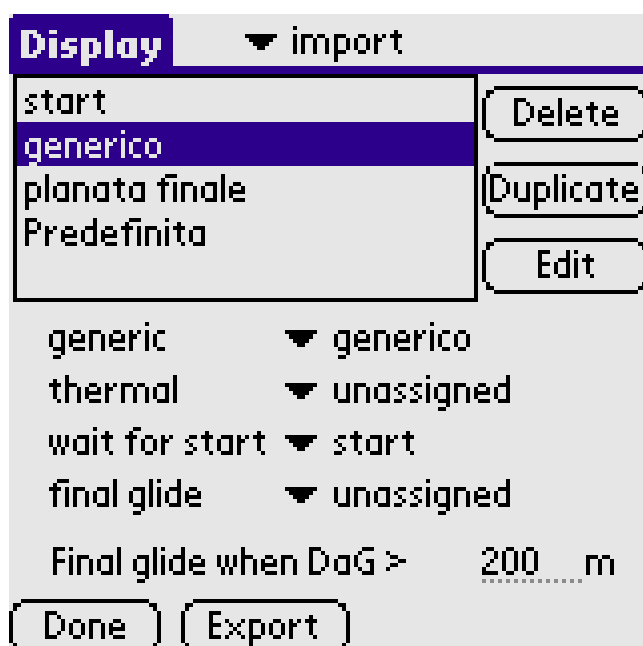 Display import
start
Delete
generico
planata finale
Duplicate
Predefinita
Edit
generic generico
thermal unassigned
wait for start start
final glide unassigned
Final glide when DaG > 200 m
Done Export